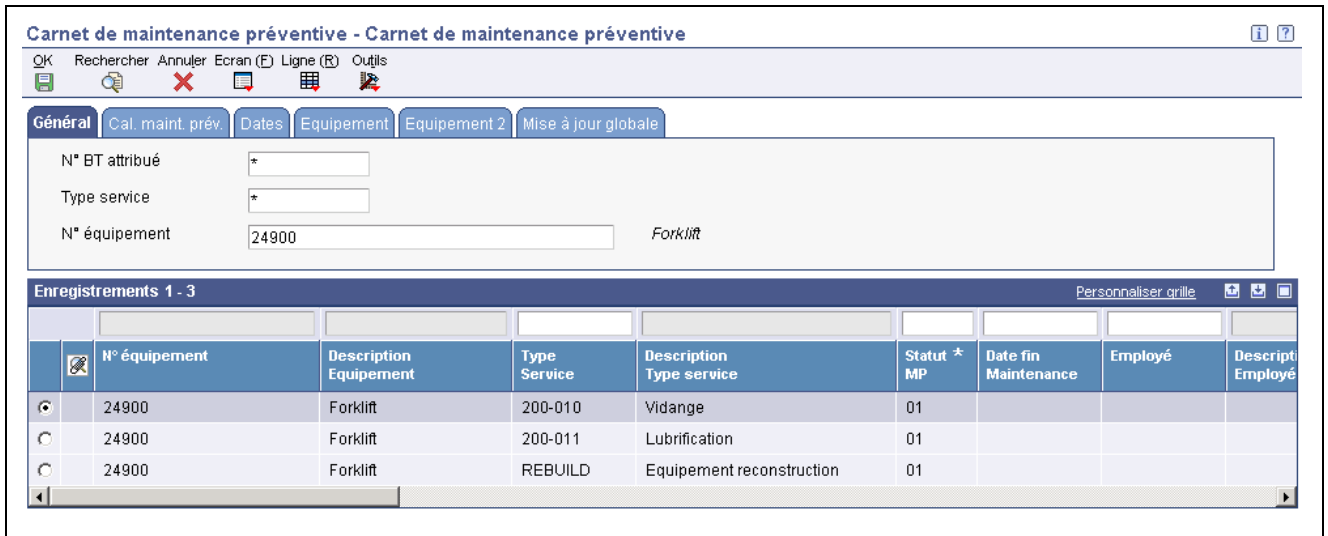 Carnet de maintenance préventive - Carnet de maintenance préventive
OK Rechercher Annuler Ecran (F) Ligne (R) Outils
Général Cal. maint. prév. Dates Equipement Equipement 2 Mise à jour globale
N° BT attribué *
Type service *
N° équipement 24900 Forklift
Enregistrements 1 - 3 Personnaliser grille
N° équipement Description Equipement Type Service Description Type service Statut * MP Date fin Maintenance Employé Descripti Employé
24900 Forklift 200-010 Vidange 01
24900 Forklift 200-011 Lubrification 01
24900 Forklift REBUILD Equipement reconstruction 01